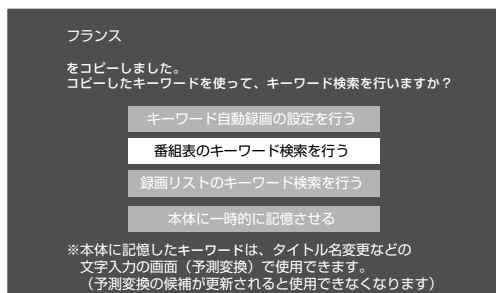 フランス
をコピーしました。
コピーしたキーワードを使って、キーワード検索を行いますか？
キーワード自動録画の設定を行う
番組表のキーワード検索を行う
録画リストのキーワード検索を行う
本体に一時的に記憶させる
※本体に記憶したキーワードは、タイトル名変更などの
文字入力の画面（予測変換）で使用できます。
（予測変換の候補が更新されると使用できなくなります）